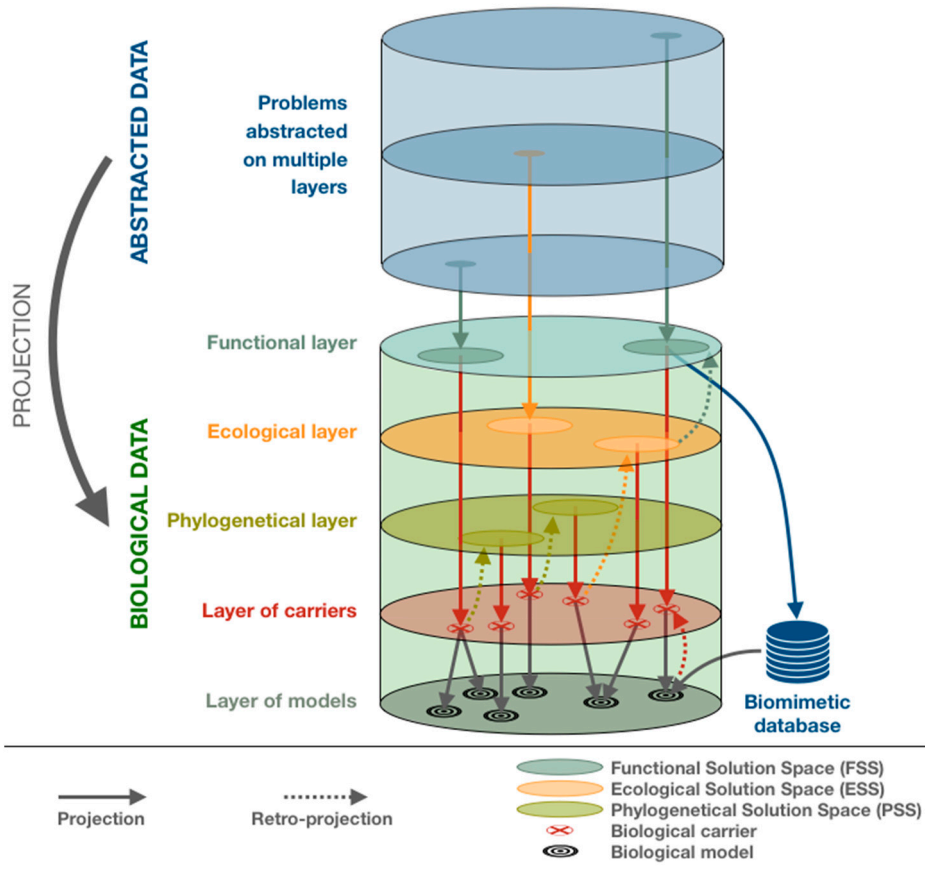 ABSTRACTED DATA
Problems
abstracted
on multiple
layers
PROJECTION
BIOLOGICAL DATA
Functional layer
Ecological layer
Phylogenetical layer
Layer of carriers
Layer of models
Biomimetic
database
Projection
Retro-projection
Functional Solution Space (FSS)
Ecological Solution Space (ESS)
Phylogenetical Solution Space (PSS)
Biological carrier
Biological model